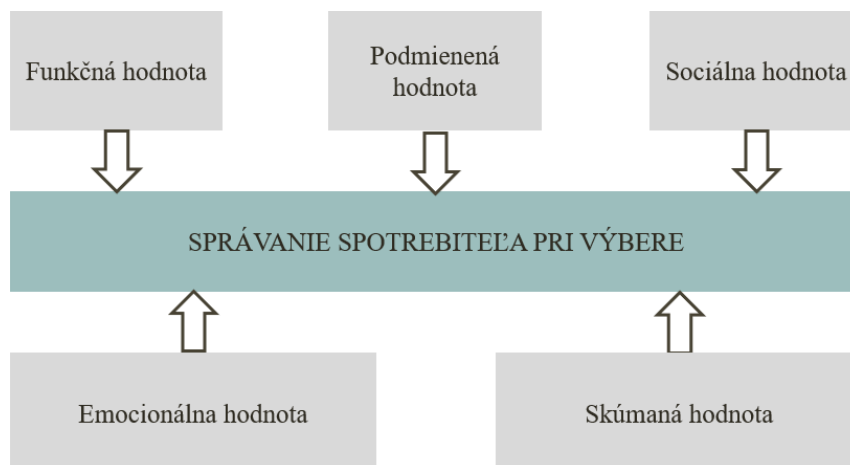 Funkčná hodnota
Podmienená
hodnota
Sociálna hodnota
SPRÁVANIE SPOTREBITEĽA PRI VÝBERE
Emocionálna hodnota
Skúmaná hodnota